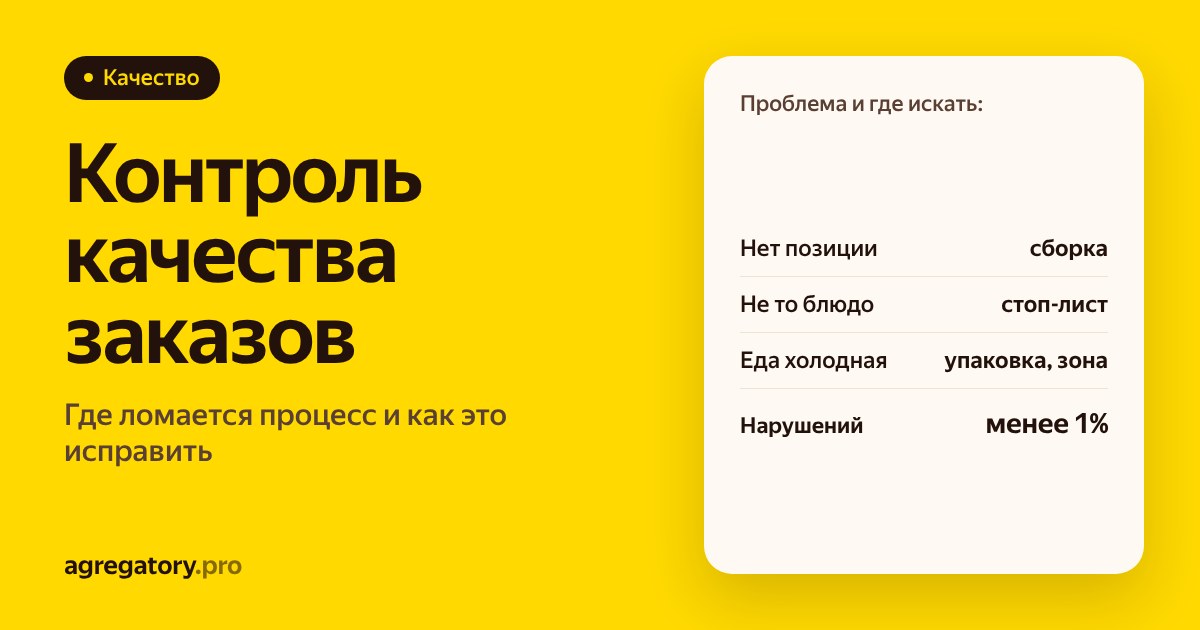 Качество
Контроль
качества
заказов
Где ломается процесс и как это
исправить
agregatory.pro
Проблема и где искать:
Нет позиции сборка
Не то блюдо стоп-лист
Еда холодная упаковка, зона
Нарушений менее 1%